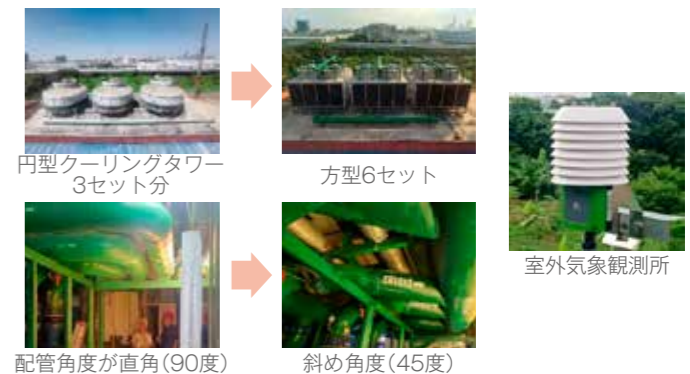 円型クーリングタワー
3セット分
方型6セット
室外気象観測所
配管角度が直角(90度)
斜め角度(45度)